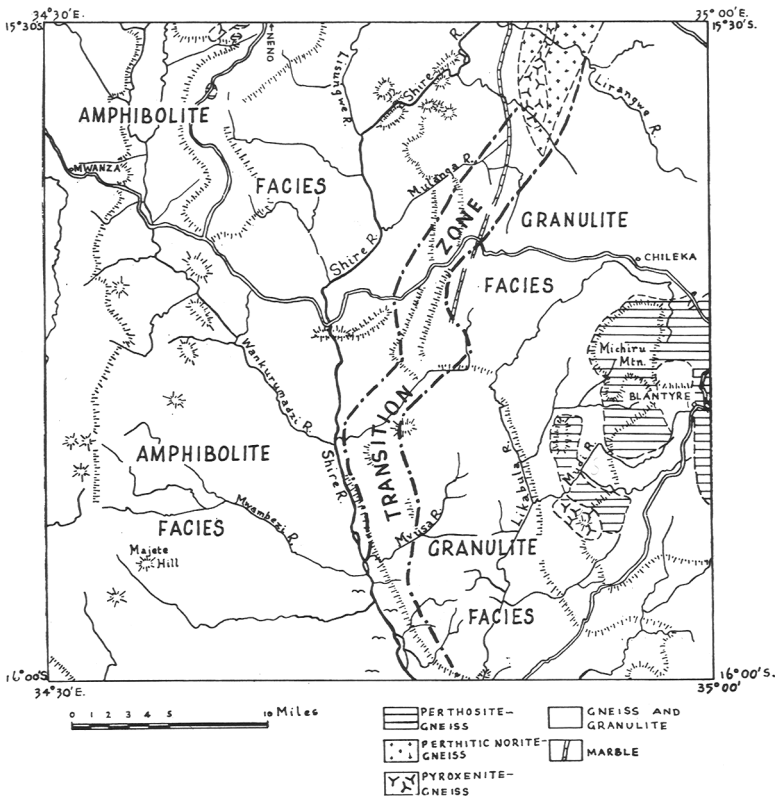 34°30'E.
35°00'E.
15°30'S.
15°30'S.
NENO
Lisungwe R.
Shire R.
Lirangwe R.
AMPHIBOLITE
MWANZA
FACIES
Mulanga R.
ZONE
GRANULITE
Shire R.
CHILEKA
FACIES
Wankurumadzi R.
Michiru
Mtn.
BLANTYRE
TRANSITION
AMPHIBOLITE
Shire R.
Likabula R.
Mudi R.
Mwambezi R.
FACIES
Mvusa R.
GRANULITE
Majete
Hill
FACIES
16°00'S.
16°00'S.
34°30'E.
35°00'
0 1 2 3 4 5 10 Miles
PERTHOSITE-
GNEISS
GNEISS AND
GRANULITE
PERTHITIC NORITE-
GNEISS
MARBLE
PYROXENITE-
GNEISS